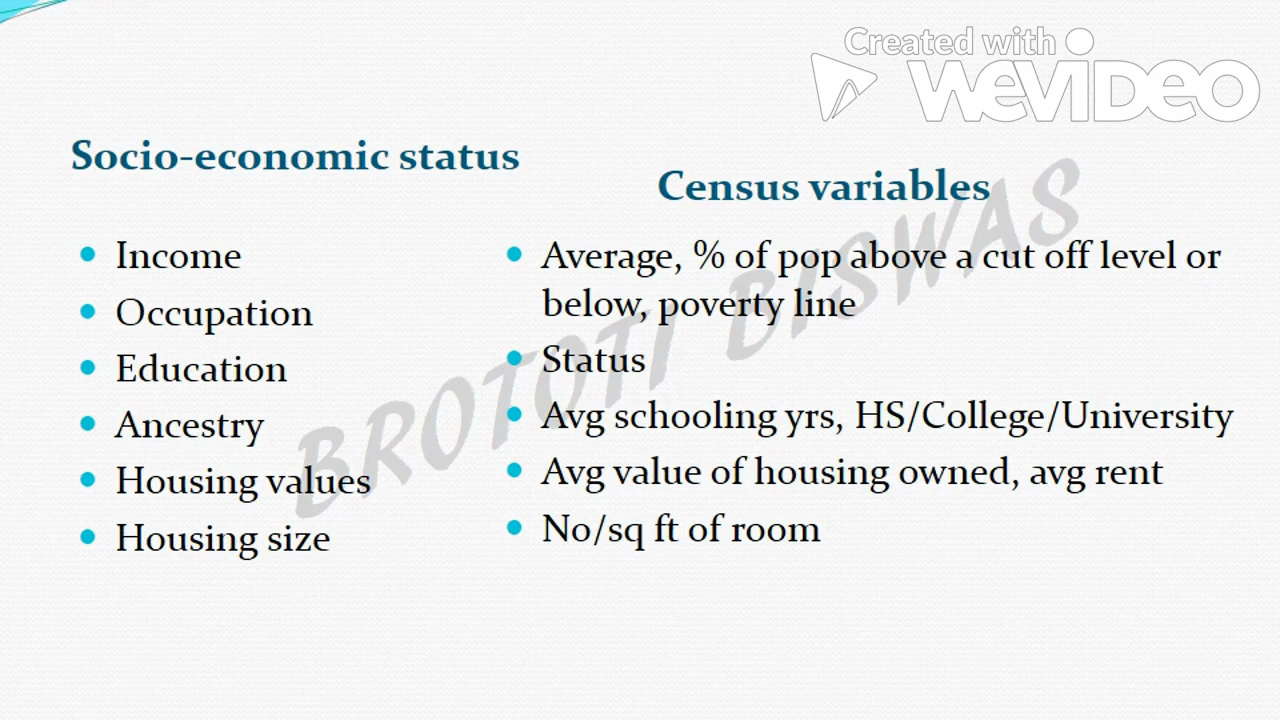 Created with
WEVIDEO
Socio-economic status
Census variables
Income
Occupation
Education
Ancestry
Housing values
Housing size
Average, % of pop above a cut off level or
below, poverty line
Status
Avg schooling yrs, HS/College/University
Avg value of housing owned, avg rent
No/sq ft of room
BROTOTI BISWAS